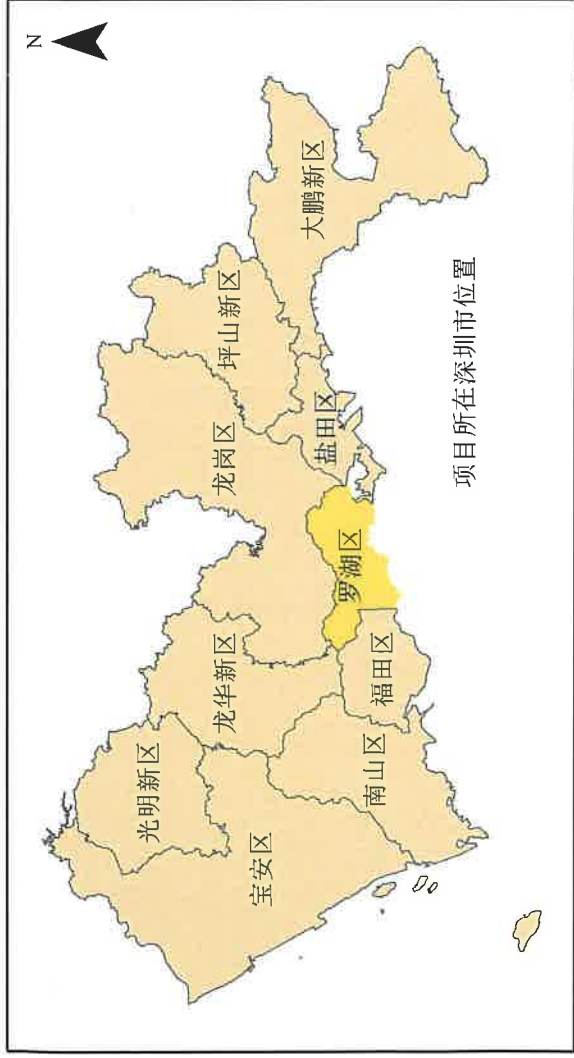 N
大鹏新区
坪山新区
龙岗区
盐田区
罗湖区
龙华新区
福田区
光明新区
南山区
宝安区
项目所在深圳市位置